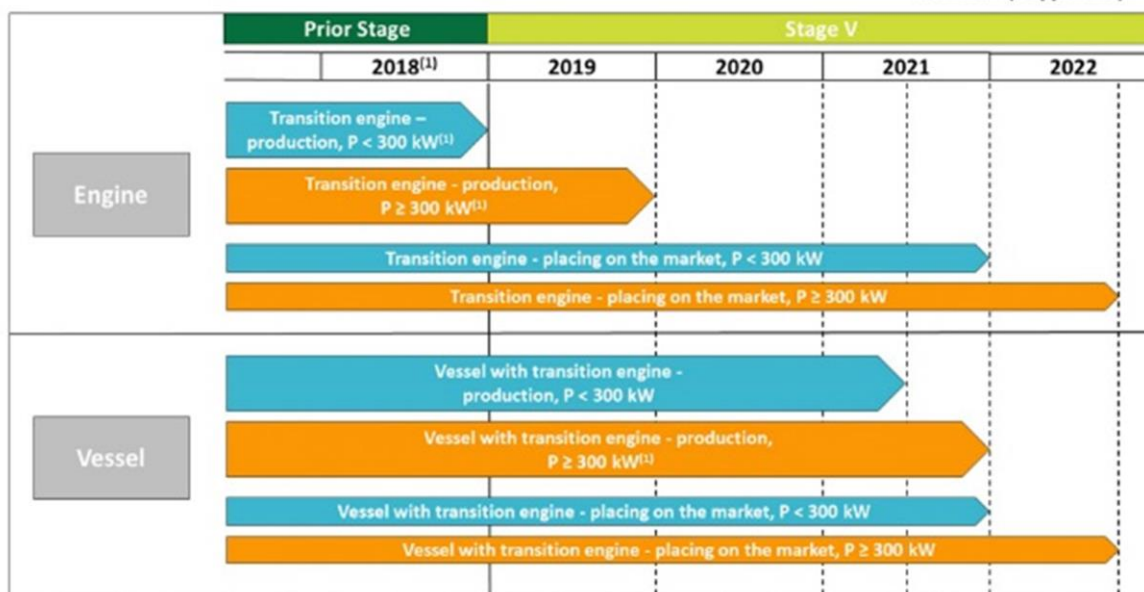 Prior Stage
Stage V
2018(1)
2019
2020
2021
2022
Engine
Transition engine –
production, P < 300 kW(1)
Transition engine - production,
P ≥ 300 kW(1)
Transition engine - placing on the market, P < 300 kW
Transition engine - placing on the market, P ≥ 300 kW
Vessel
Vessel with transition engine -
production, P < 300 kW
Vessel with transition engine - production,
P ≥ 300 kW(1)
Vessel with transition engine - placing on the market, P < 300 kW
Vessel with transition engine - placing on the market, P ≥ 300 kW